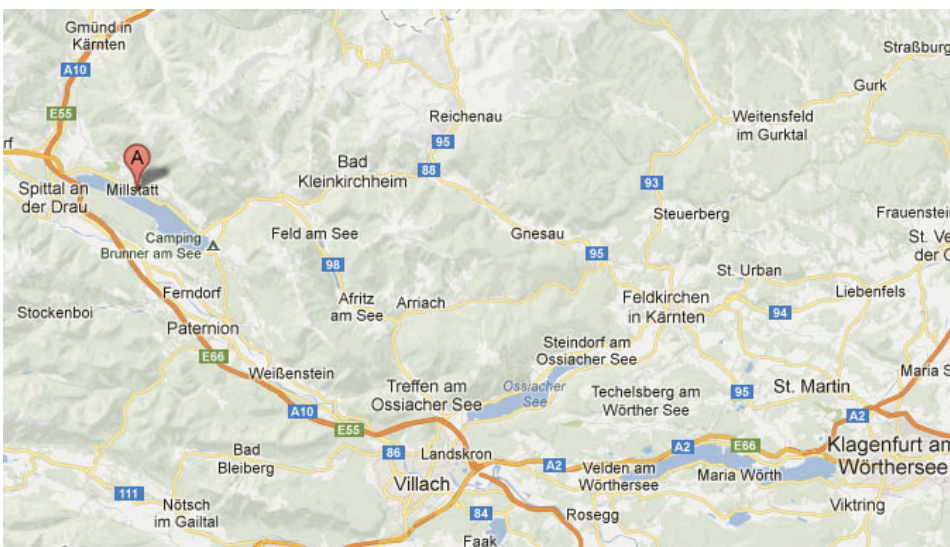 Gmünd in
Kärnten
Straßburg
A10
Gurk
E55
Reichenau
Weitensfeld
im Gurktal
rf
95
A
Bad
Kleinkirchheim
88
Spittal an
der Drau
Millstatt
93
Steuerberg
Frauenstein
Camping
Brunner am See
Feld am See
Gnesau
St. Ve
der G
95
98
St. Urban
Ferndorf
Liebenfels
Afritz
am See
Arriach
Feldkirchen
in Kärnten
Stockenboi
94
Paternion
Steindorf am
Ossiacher See
E66
Weißenstein
Maria S
Treffen am
Ossiacher See
Ossiacher
See
Techelsberg am
Wörther See
95
St. Martin
A10
A2
E55
Bad
Bleiberg
86
Landskron
A2
E66
Klagenfurt am
Wörthersee
A2
Velden am
Wörthersee
Maria Wörth
Villach
111
Nötsch
im Gailtal
84
Rosegg
Viktring
Faak